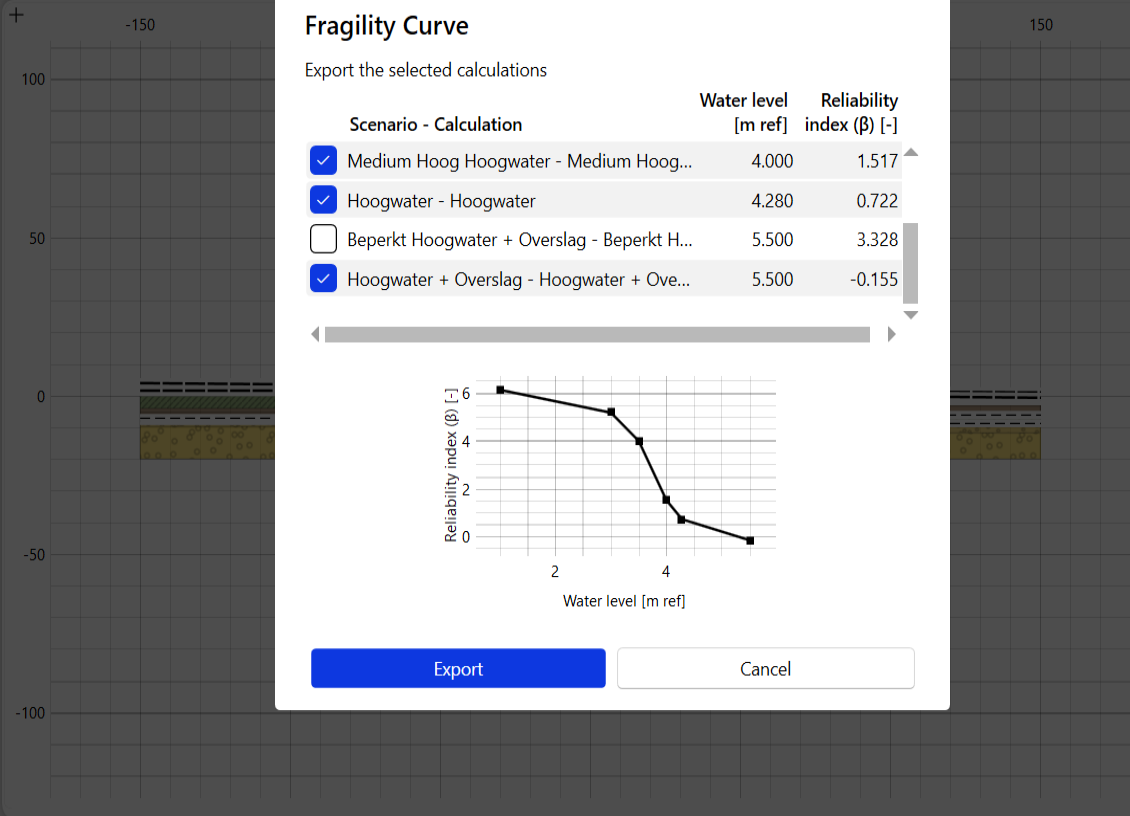 Fragility Curve
-150
150
Export the selected calculations
100
Water level [m ref]
Reliability index (β) [-]
Scenario - Calculation
Medium Hoog Hoogwater - Medium Hoog... 4.000 1.517
Hoogwater - Hoogwater 4.280 0.722
50
Beperkt Hoogwater + Overslag - Beperkt H... 5.500 3.328
Hoogwater + Overslag - Hoogwater + Ove... 5.500 -0.155
0
-50
-100
Reliability index (β) [-]
6
4
2
0
2
4
Water level [m ref]
Export
Cancel